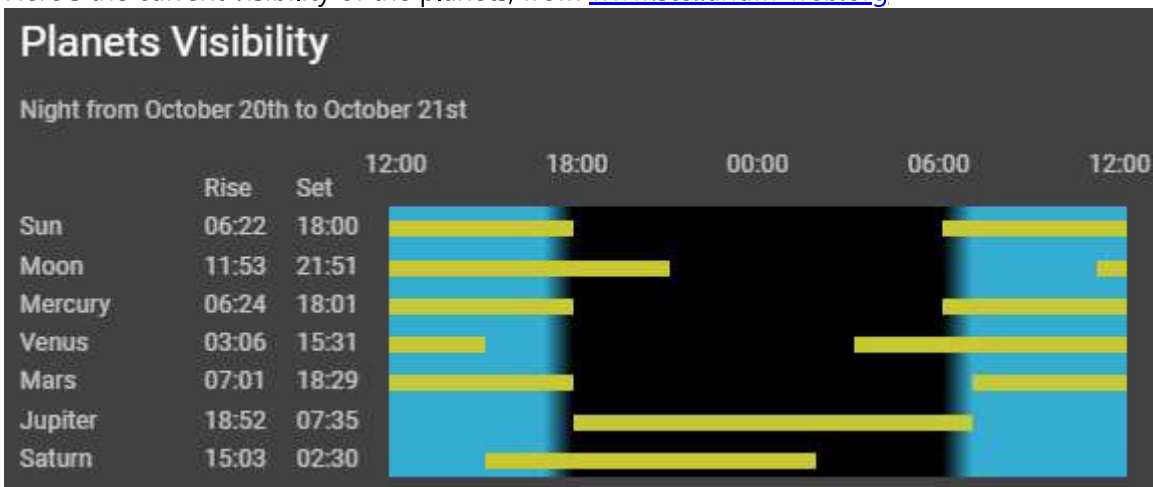 Planets Visibility
Night from October 20th to October 21st
12:00 18:00 00:00 06:00 12:00
Rise Set
Sun 06:22 18:00
Moon 11:53 21:51
Mercury 06:24 18:01
Venus 03:06 15:31
Mars 07:01 18:29
Jupiter 18:52 07:35
Saturn 15:03 02:30